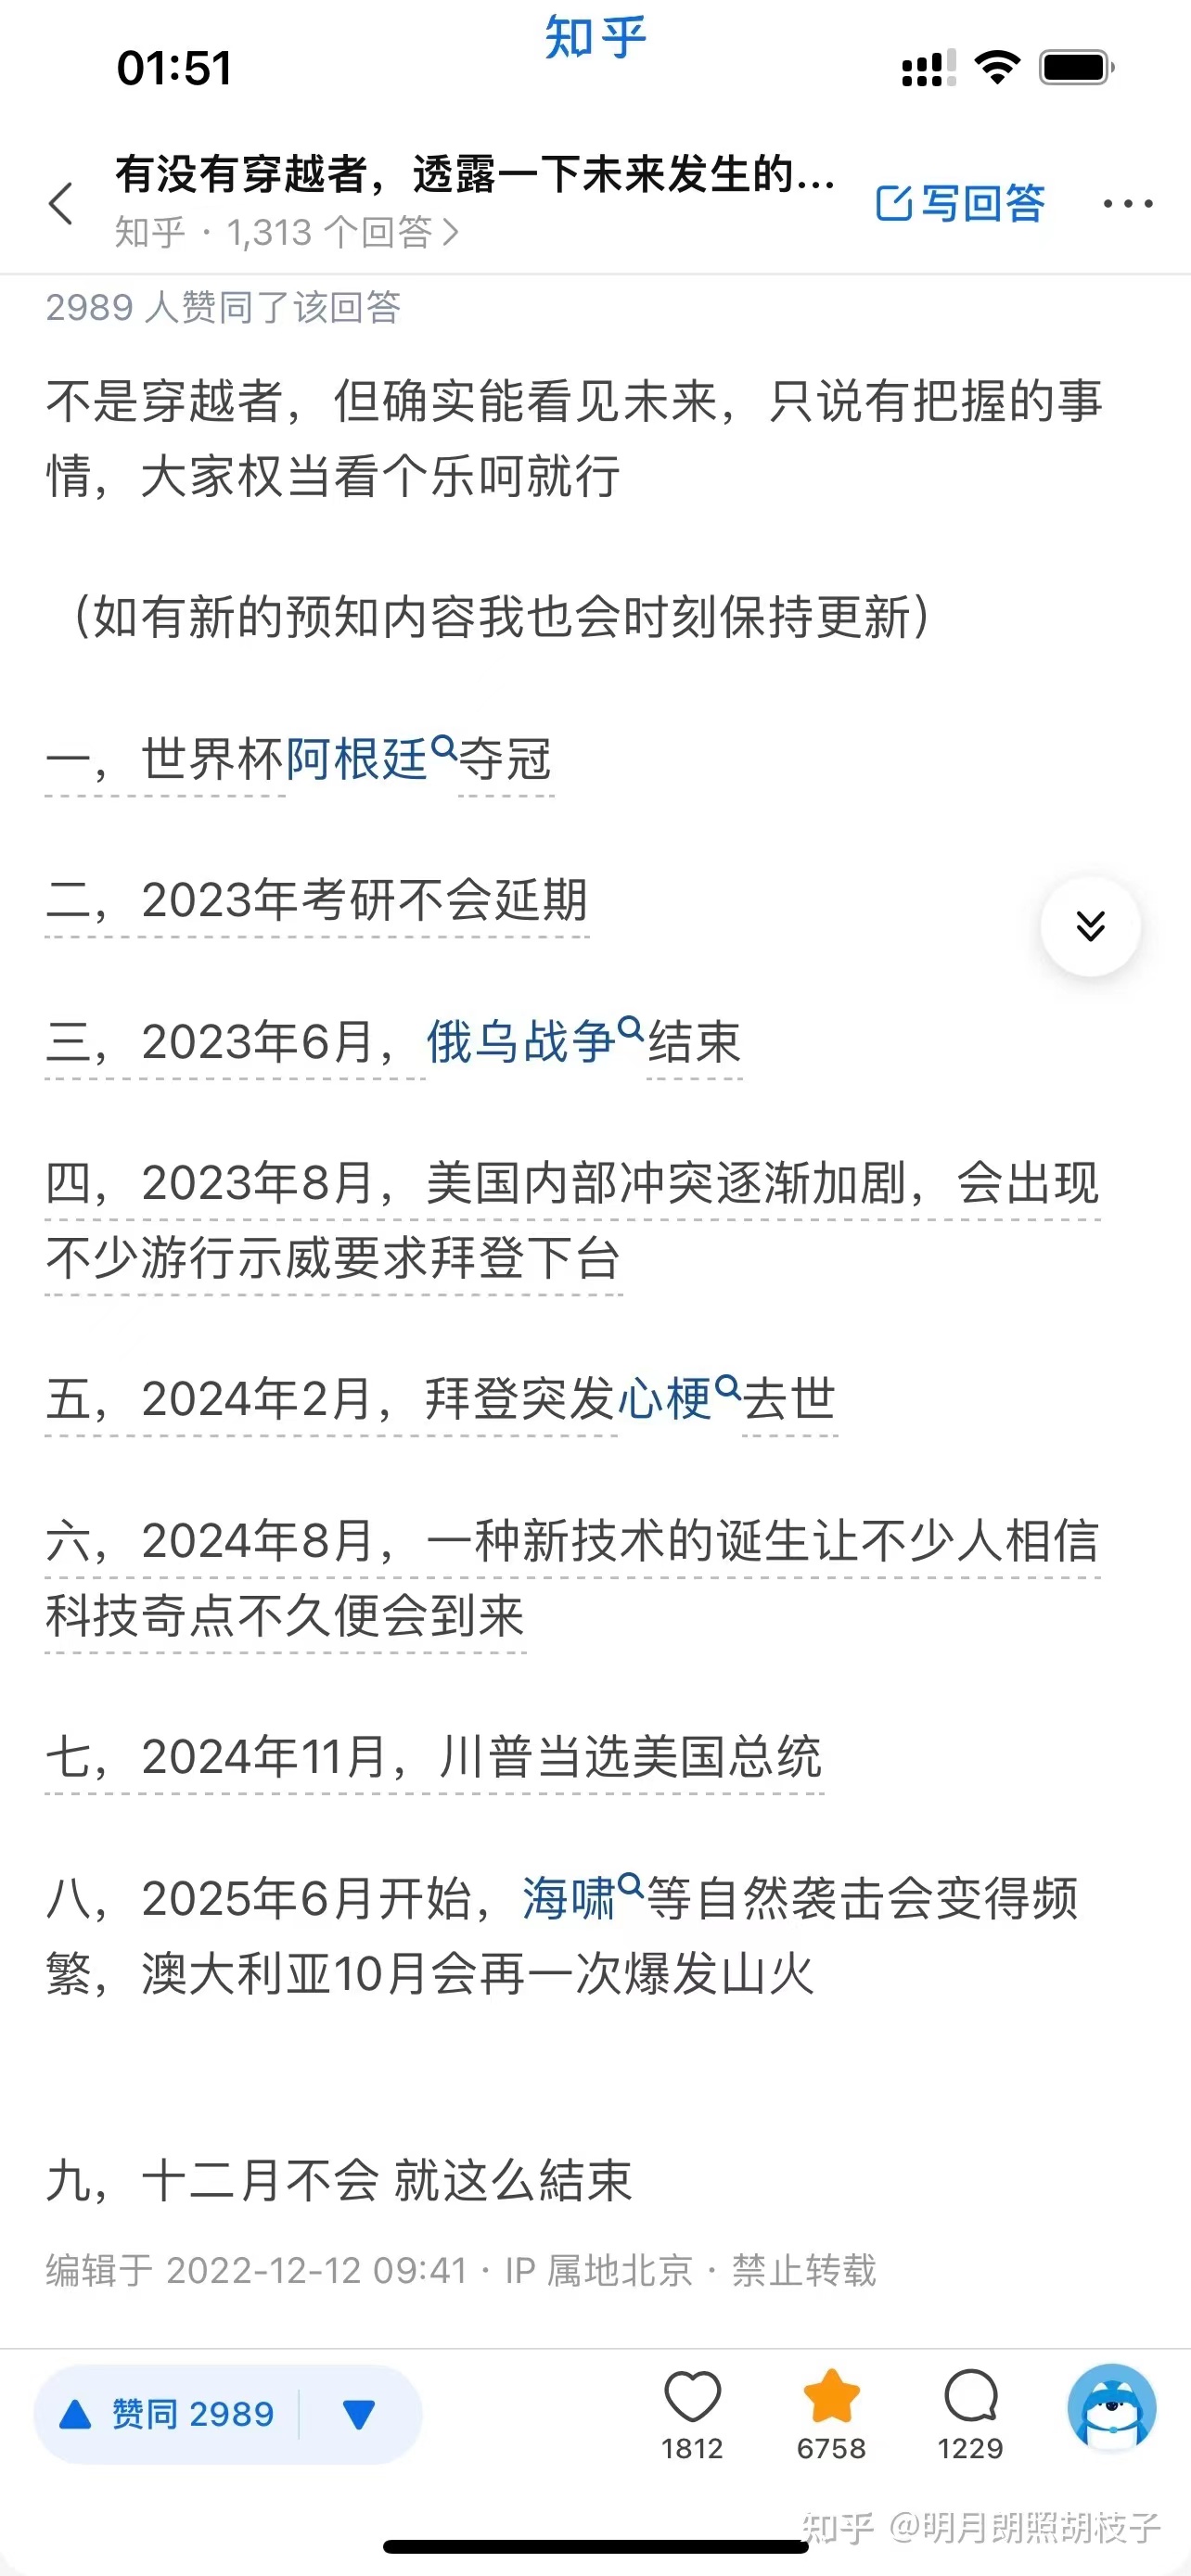 知乎
01:51
有没有穿越者，透露一下未来发生的...
知乎 · 1,313 个回答
写回答
2989 人赞同了该回答
不是穿越者，但确实能看见未来，只说有把握的事
情，大家权当看个乐呵就行
（如有新的预知内容我也会时刻保持更新）
一，世界杯阿根廷夺冠
二，2023年考研不会延期
三，2023年6月，俄乌战争结束
四，2023年8月，美国内部冲突逐渐加剧，会出现
不少游行示威要求拜登下台
五，2024年2月，拜登突发心梗去世
六，2024年8月，一种新技术的诞生让不少人相信
科技奇点不久便会到来
七，2024年11月，川普当选美国总统
八，2025年6月开始，海啸等自然袭击会变得频
繁，澳大利亚10月会再一次爆发山火
九，十二月不会 就这么結束
编辑于 2022-12-12 09:41 · IP 属地北京 · 禁止转载
赞同 2989
1812
6758
1229
知乎 @明月朗照胡枝子